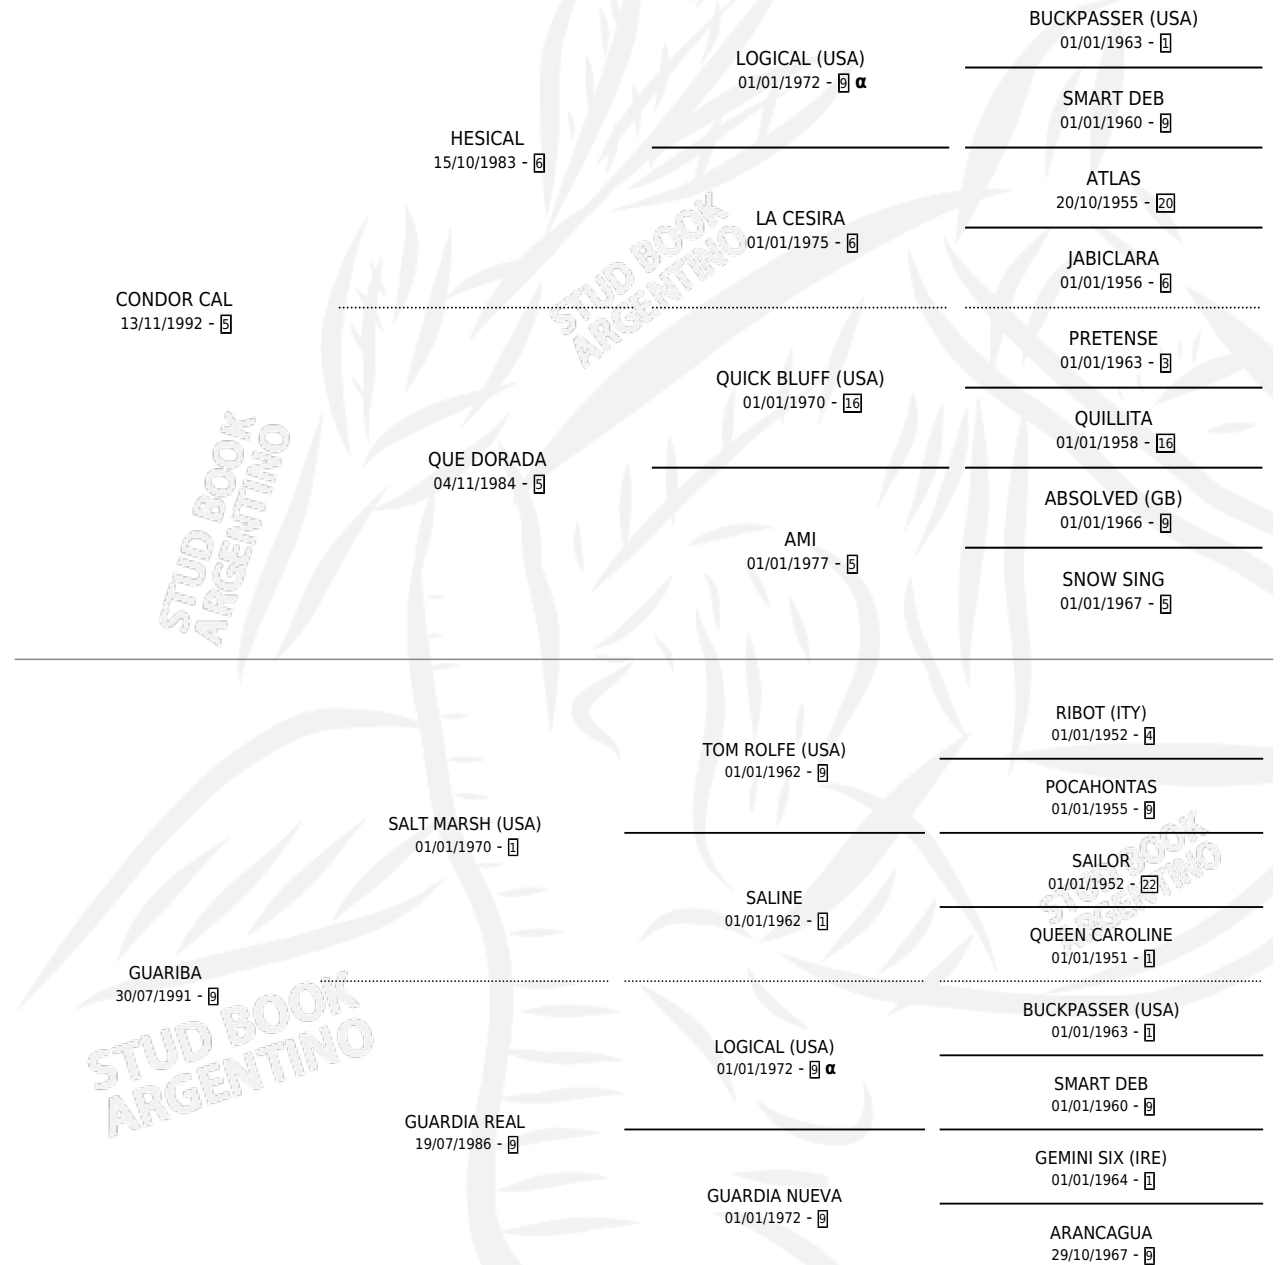 BUCKPASSER (USA)
01/01/1963 - 1
LOGICAL (USA)
01/01/1972 - 9 α
SMART DEB
01/01/1960 - 9
HESICAL
15/10/1983 - 6
ATLAS
20/10/1955 - 20
LA CESIRA
01/01/1975 - 6
JABICLARA
01/01/1956 - 6
CONDOR CAL
13/11/1992 - 5
PRETENSE
01/01/1963 - 3
QUICK BLUFF (USA)
01/01/1970 - 16
QUILLITA
01/01/1958 - 16
QUE DORADA
04/11/1984 - 5
ABSOLVED (GB)
01/01/1966 - 9
AMI
01/01/1977 - 5
SNOW SING
01/01/1967 - 5
RIBOT (ITY)
01/01/1952 - 4
TOM ROLFE (USA)
01/01/1962 - 9
POCAHONTAS
01/01/1955 - 9
SALT MARSH (USA)
01/01/1970 - 1
SAILOR
01/01/1952 - 22
SALINE
01/01/1962 - 1
QUEEN CAROLINE
01/01/1951 - 1
GUARIBA
30/07/1991 - 9
BUCKPASSER (USA)
01/01/1963 - 1
LOGICAL (USA)
01/01/1972 - 9 α
SMART DEB
01/01/1960 - 9
GUARDIA REAL
19/07/1986 - 9
GEMINI SIX (IRE)
01/01/1964 - 1
GUARDIA NUEVA
01/01/1972 - 9
ARANCAGUA
29/10/1967 - 9
STUD BOOK
ARGENTINO
STUD BOOK
ARGENTINO
STUD BOOK
ARGENTINO
STUD BOOK
ARGENTINO